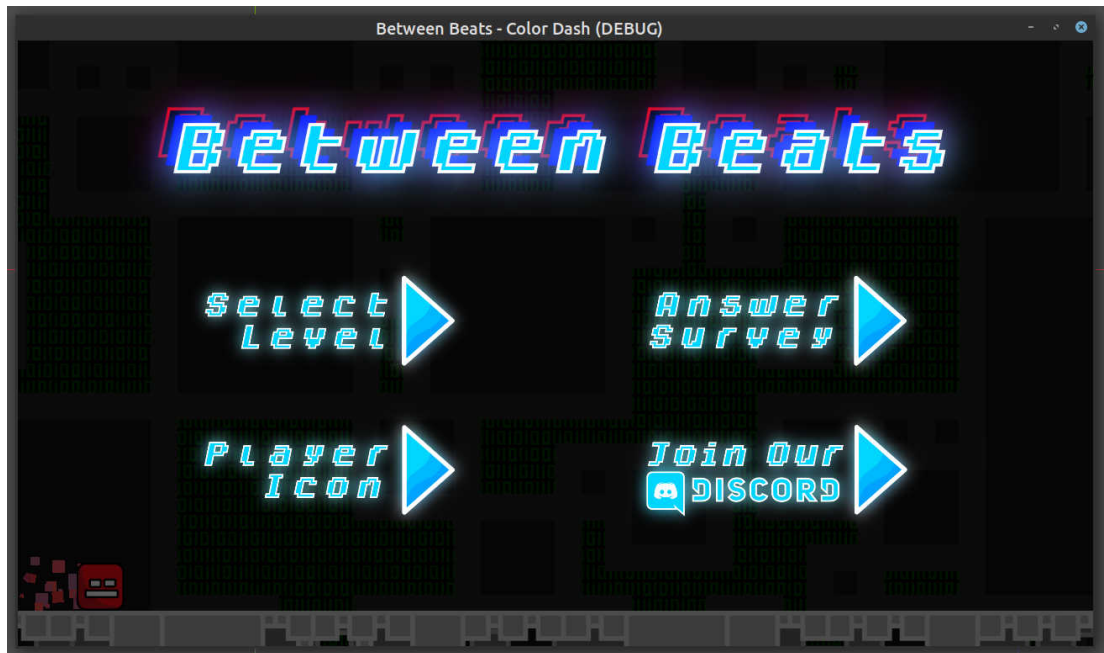 Between Beats - Color Dash (DEBUG)
Between Beats
Select
Level
Answer
Survey
Player
Icon
Join Our
DISCORD